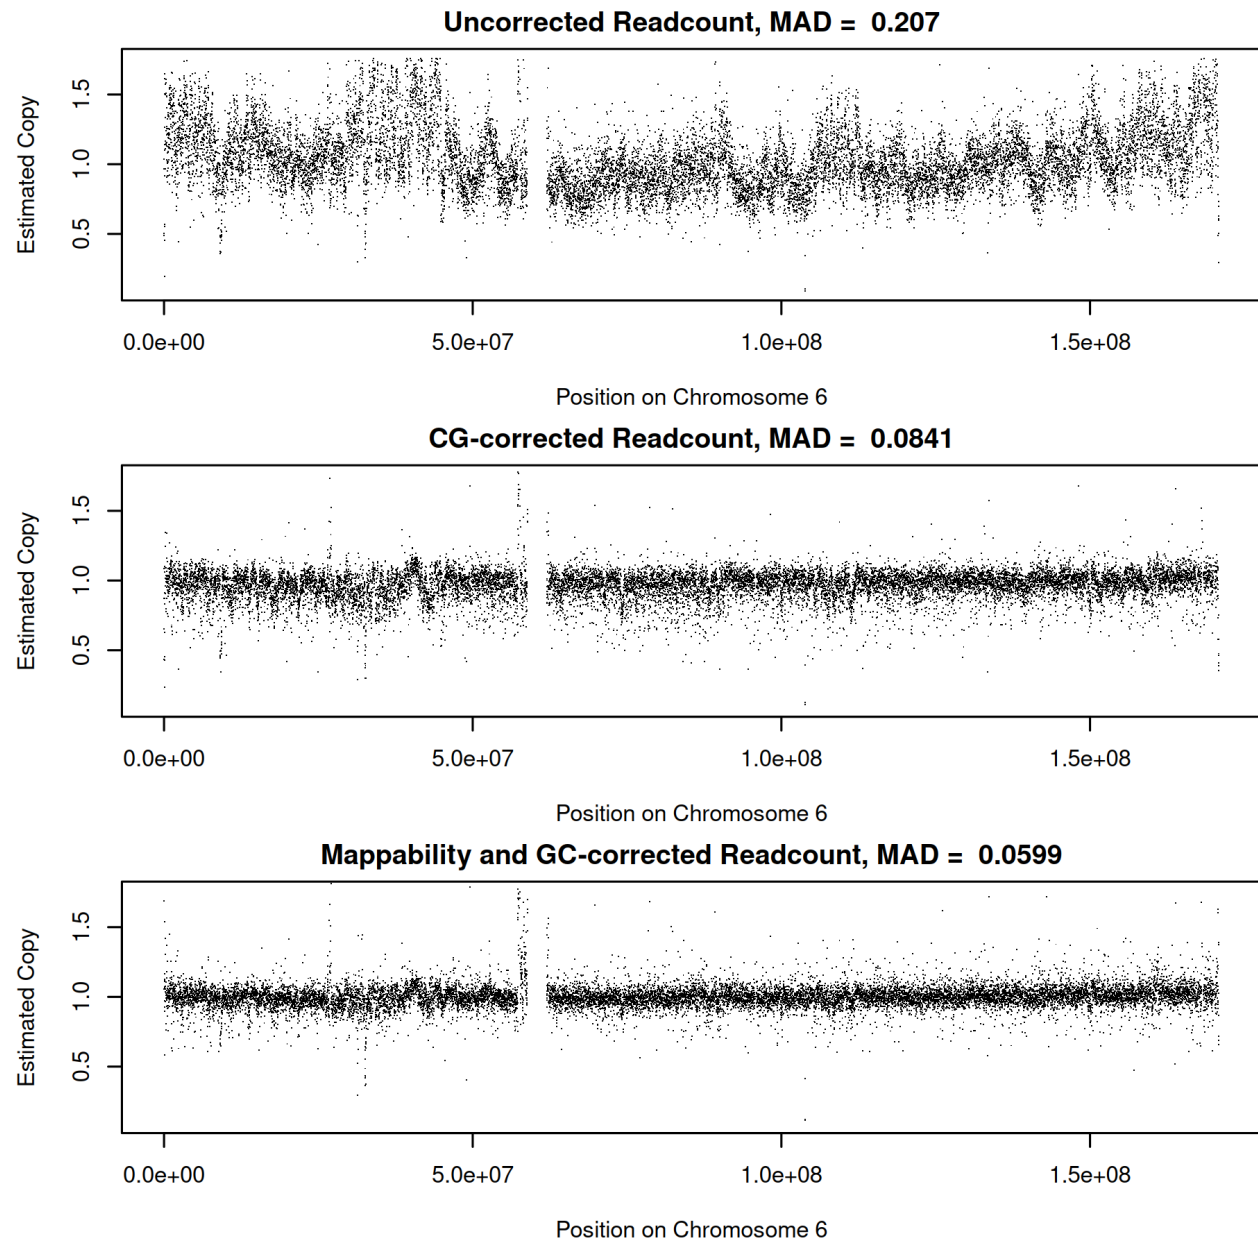 Uncorrected Readcount, MAD = 0.207
Estimated Copy
1.5
1.0
0.5
0.0e+00 5.0e+07 1.0e+08 1.5e+08
Position on Chromosome 6
CG-corrected Readcount, MAD = 0.0841
Estimated Copy
1.5
1.0
0.5
0.0e+00 5.0e+07 1.0e+08 1.5e+08
Position on Chromosome 6
Mappability and GC-corrected Readcount, MAD = 0.0599
Estimated Copy
1.5
1.0
0.5
0.0e+00 5.0e+07 1.0e+08 1.5e+08
Position on Chromosome 6